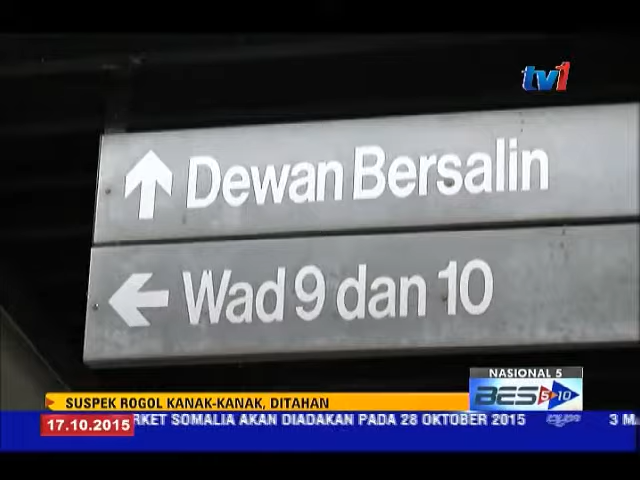 tv1
Dewan Bersalin
Wad 9 dan 10
NASIONAL 5
BES 5 10
SUSPEK ROGOL KANAK-KANAK, DITAHAN
17.10.2015
RKET SOMALIA AKAN DIADAKAN PADA 28 OKTOBER 2015
3 M